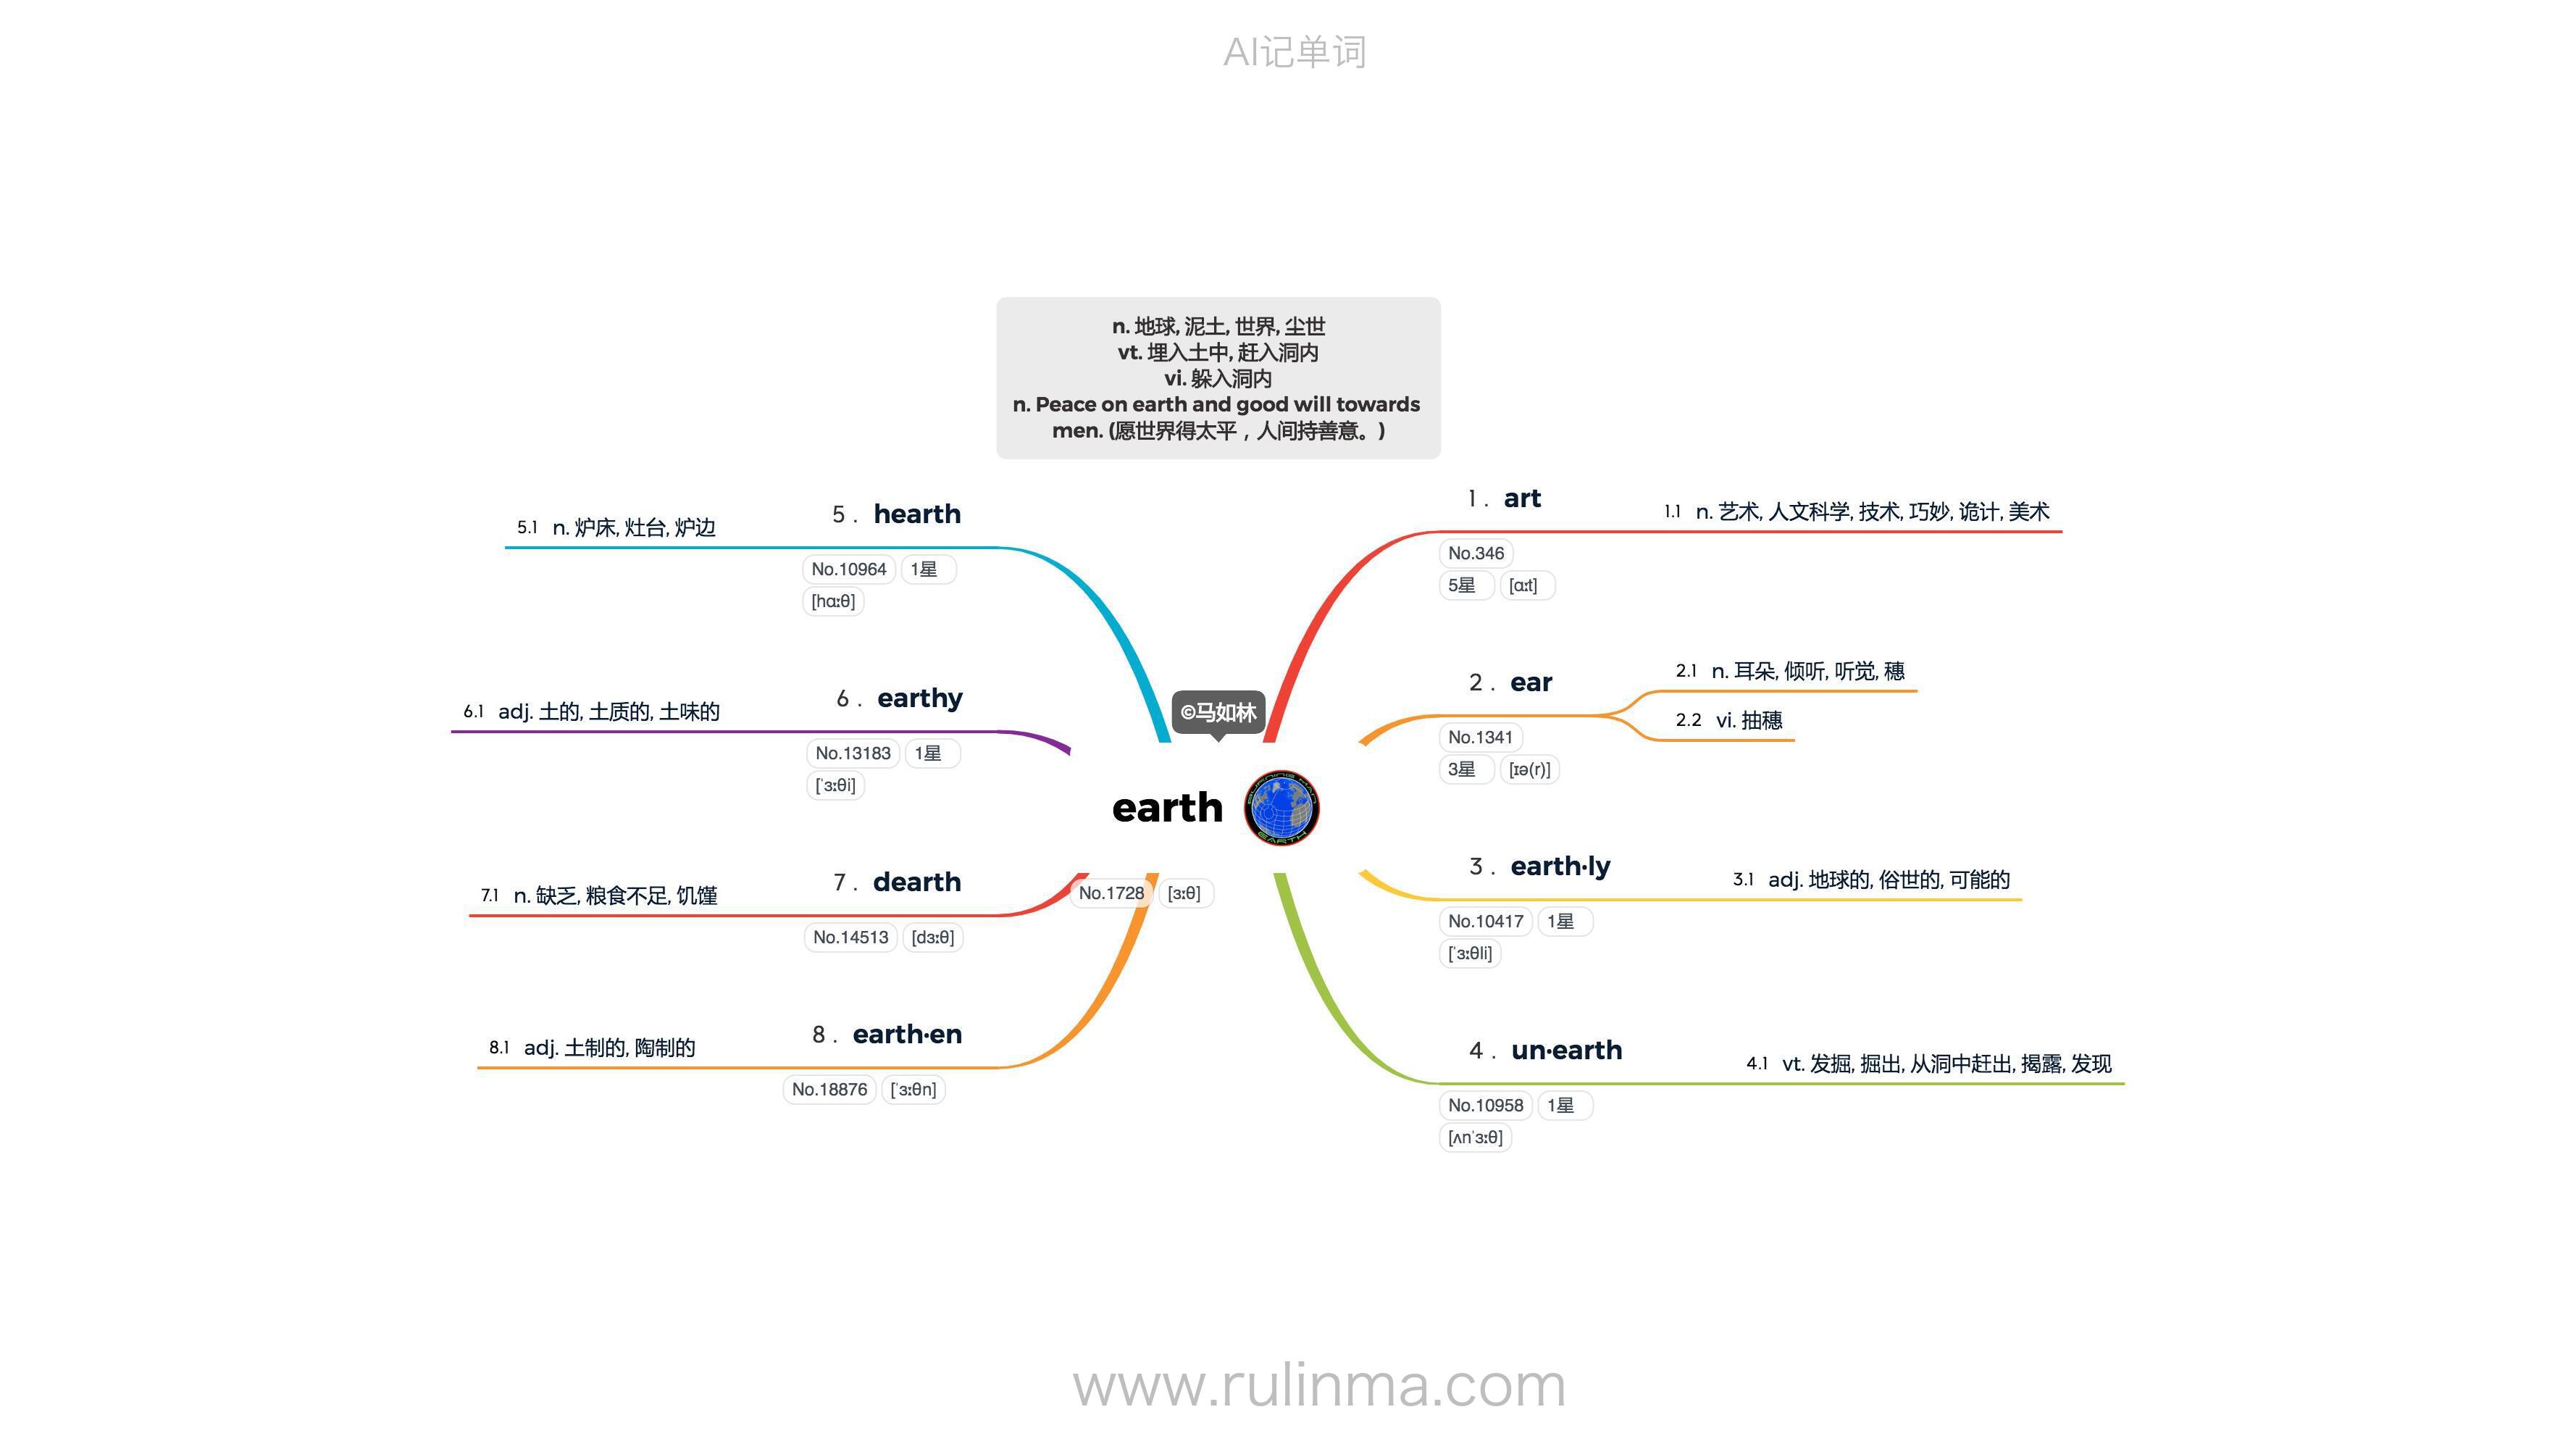 AI记单词
n. 地球, 泥土, 世界, 尘世
vt. 埋入土中, 赶入洞内
vi. 躲入洞内
n. Peace on earth and good will towards
men. (愿世界得太平，人间持善意。)
©马如林
earth
EARTH
No.1728 [ɜːθ]
1 . art
1.1 n. 艺术, 人文科学, 技术, 巧妙, 诡计, 美术
No.346
5星 [ɑːt]
2 . ear
2.1 n. 耳朵, 倾听, 听觉, 穗
2.2 vi. 抽穗
No.1341
3星 [ɪə(r)]
3 . earth·ly
3.1 adj. 地球的, 俗世的, 可能的
No.10417 1星
[ˈɜːθli]
4 . un·earth
4.1 vt. 发掘, 掘出, 从洞中赶出, 揭露, 发现
No.10958 1星
[ʌnˈɜːθ]
5 . hearth
5.1 n. 炉床, 灶台, 炉边
No.10964 1星
[hɑːθ]
6 . earthy
6.1 adj. 土的, 土质的, 土味的
No.13183 1星
[ˈɜːθi]
7 . dearth
7.1 n. 缺乏, 粮食不足, 饥馑
No.14513 [dɜːθ]
8 . earth·en
8.1 adj. 土制的, 陶制的
No.18876 [ˈɜːθn]
www.rulinma.com